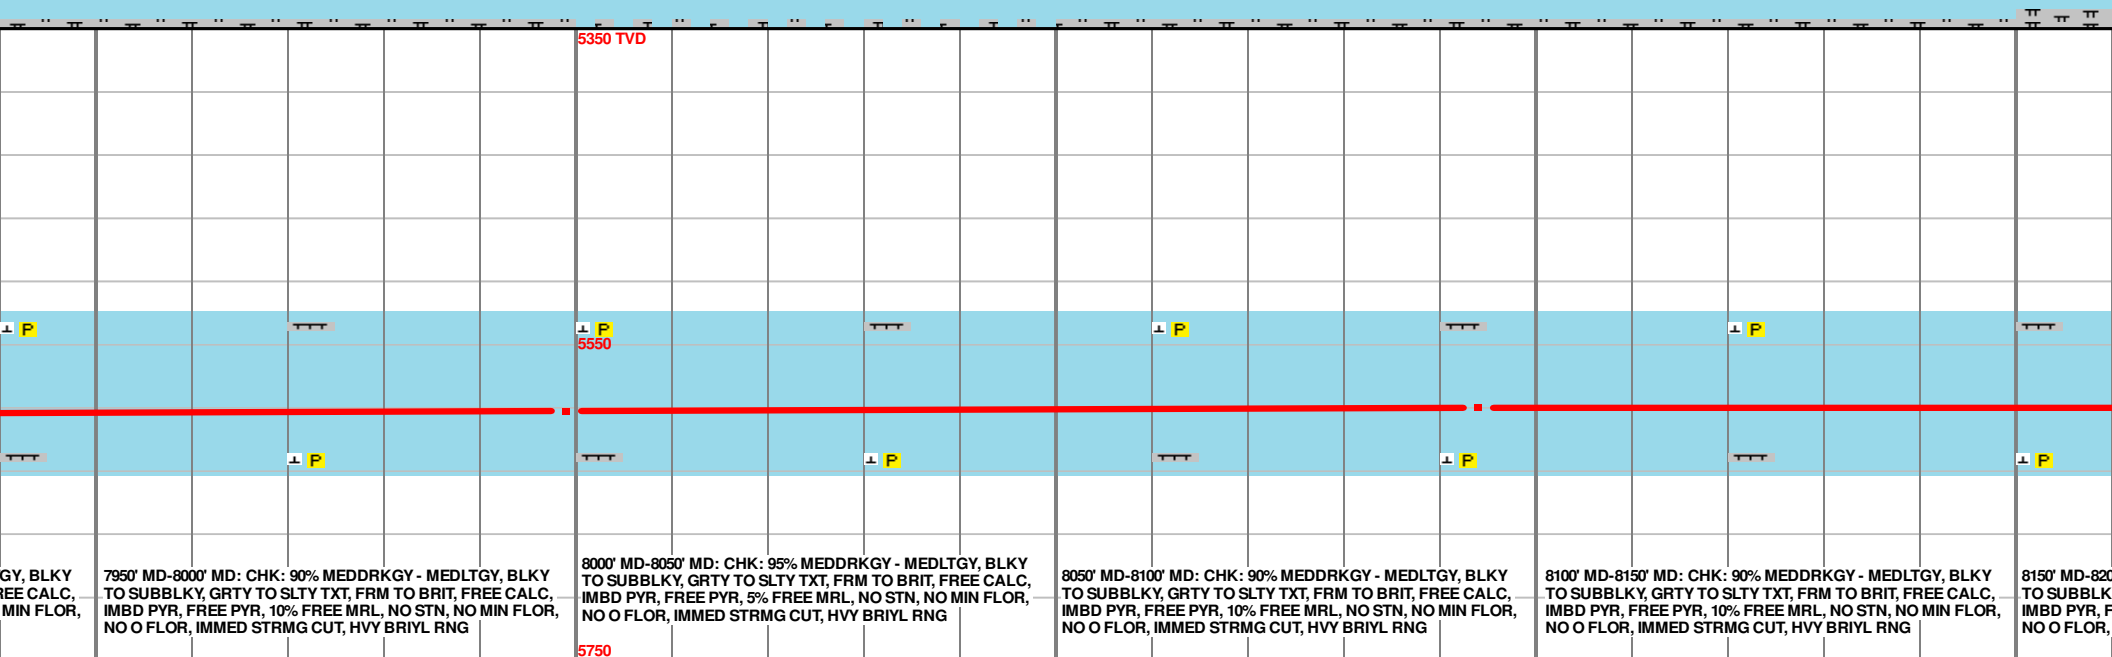 5350 TVD
P
P
P
P
5550
P
P
P
P
GY, BLKY
REE CALC,
MIN FLOR,
7950' MD-8000' MD: CHK: 90% MEDDRKGY - MEDLTGY, BLKY
TO SUBBLKY, GRTY TO SLTY TXT, FRM TO BRIT, FREE CALC,
IMBD PYR, FREE PYR, 10% FREE MRL, NO STN, NO MIN FLOR,
NO O FLOR, IMMED STRMG CUT, HVY BRIYL RNG
8000' MD-8050' MD: CHK: 95% MEDDRKGY - MEDLTGY, BLKY
TO SUBBLKY, GRTY TO SLTY TXT, FRM TO BRIT, FREE CALC,
IMBD PYR, FREE PYR, 5% FREE MRL, NO STN, NO MIN FLOR,
NO O FLOR, IMMED STRMG CUT, HVY BRIYL RNG
8050' MD-8100' MD: CHK: 90% MEDDRKGY - MEDLTGY, BLKY
TO SUBBLKY, GRTY TO SLTY TXT, FRM TO BRIT, FREE CALC,
IMBD PYR, FREE PYR, 10% FREE MRL, NO STN, NO MIN FLOR,
NO O FLOR, IMMED STRMG CUT, HVY BRIYL RNG
8100' MD-8150' MD: CHK: 90% MEDDRKGY - MEDLTGY, BLKY
TO SUBBLKY, GRTY TO SLTY TXT, FRM TO BRIT, FREE CALC,
IMBD PYR, FREE PYR, 10% FREE MRL, NO STN, NO MIN FLOR,
NO O FLOR, IMMED STRMG CUT, HVY BRIYL RNG
8150' MD-820
TO SUBBLK
IMBD PYR, F
NO O FLOR,
5750